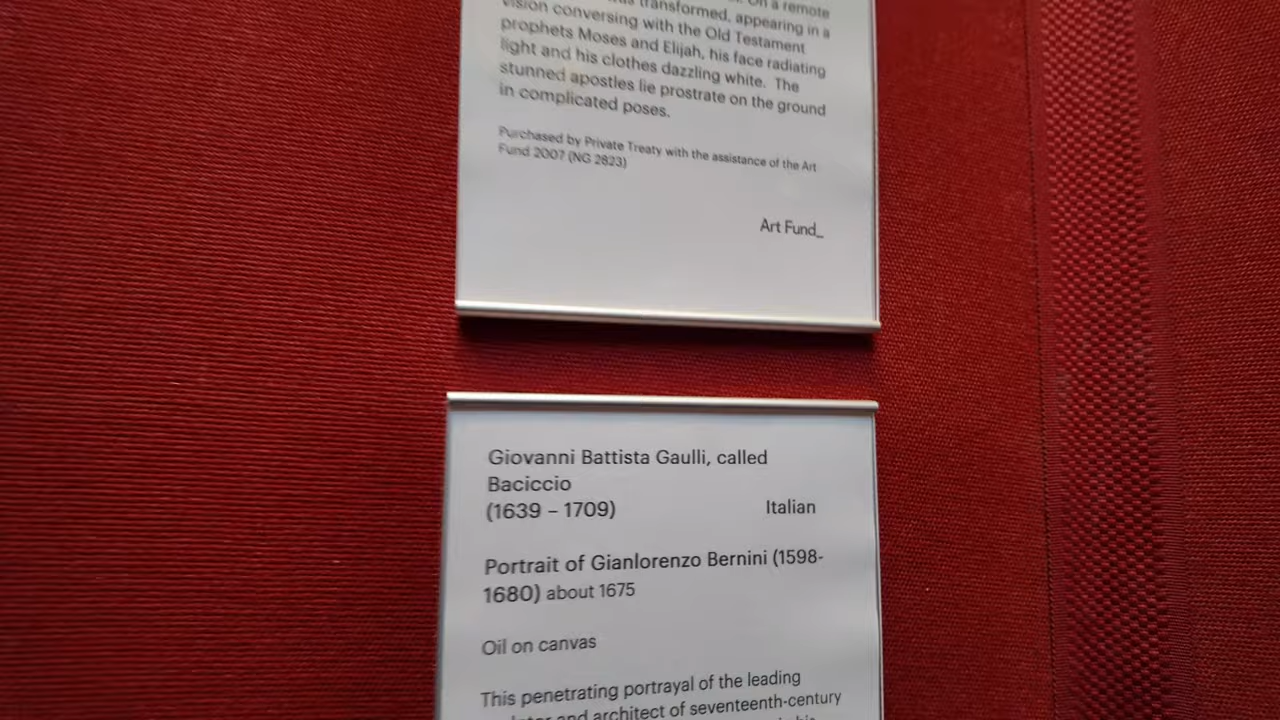 On a remote
transformed, appearing in a
vision conversing with the Old Testament
prophets Moses and Elijah, his face radiating
light and his clothes dazzling white. The
stunned apostles lie prostrate on the ground
in complicated poses.
Purchased by Private Treaty with the assistance of the Art
Fund 2007 (NG 2823)
Art Fund_
Giovanni Battista Gaulli, called
Baciccio
(1639 – 1709) Italian
Portrait of Gianlorenzo Bernini (1598-
1680) about 1675
Oil on canvas
This penetrating portrayal of the leading
and architect of seventeenth-century